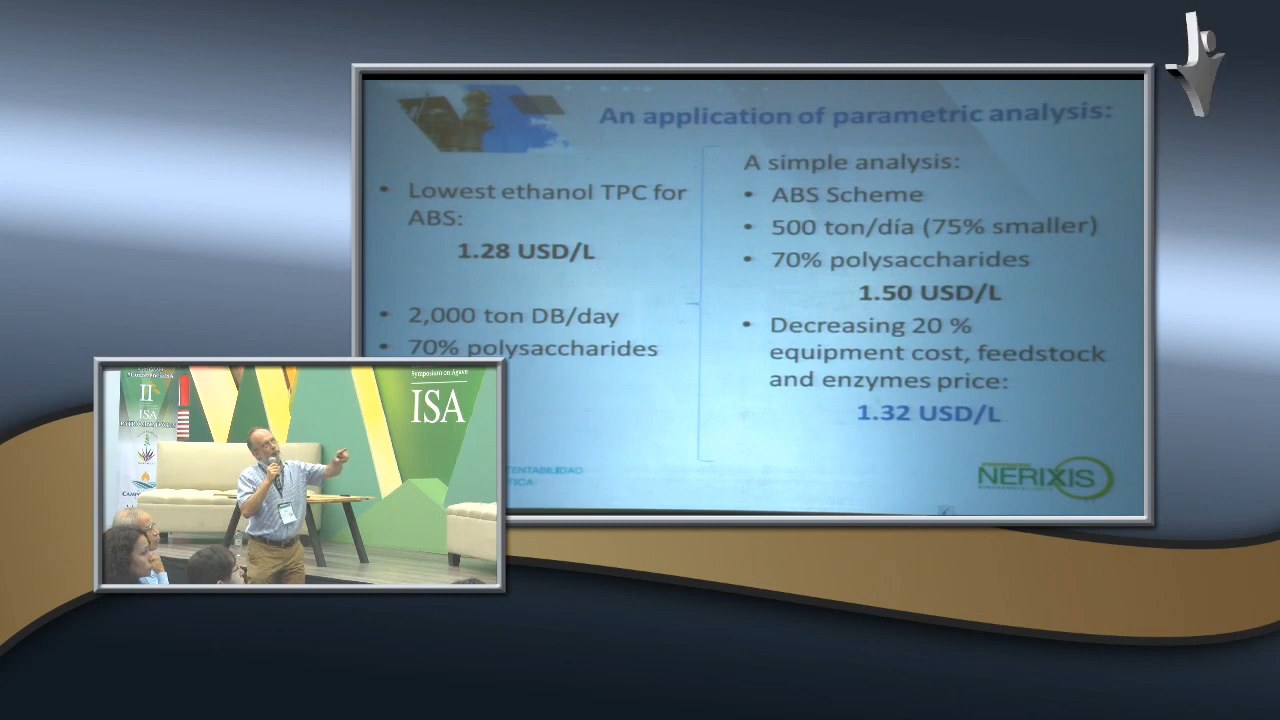 An application of parametric analysis:
• Lowest ethanol TPC for
ABS:
1.28 USD/L
• 2,000 ton DB/day
• 70% polysaccharides
A simple analysis:
• ABS Scheme
• 500 ton/día (75% smaller)
• 70% polysaccharides
1.50 USD/L
• Decreasing 20 %
equipment cost, feedstock
and enzymes price:
1.32 USD/L
NERIXIS
Symposium on Agave
ISA
II
ISA